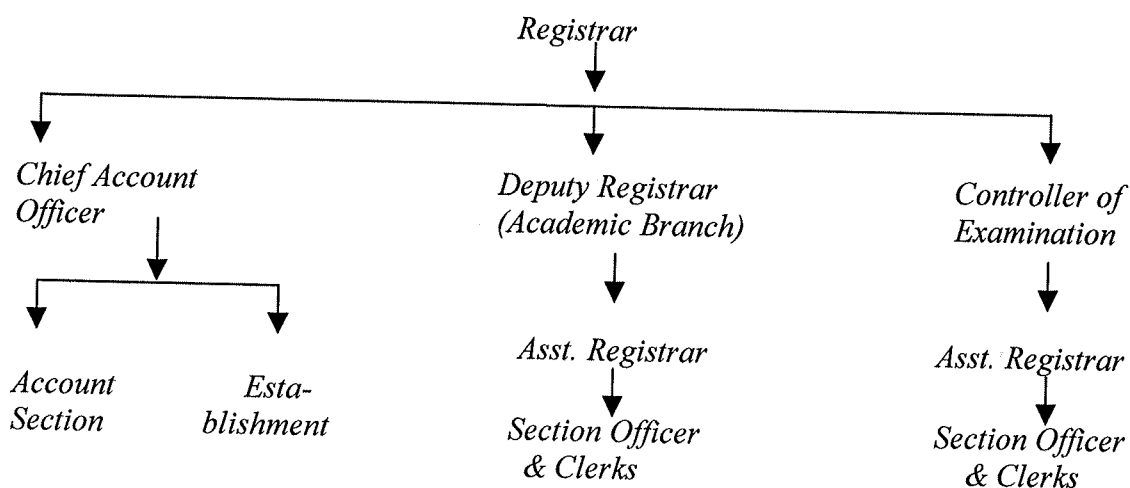 Registrar
Chief Account
Officer
Deputy Registrar
(Academic Branch)
Controller of
Examination
Account
Section
Esta-
blishment
Asst. Registrar
Section Officer
& Clerks
Asst. Registrar
Section Officer
& Clerks